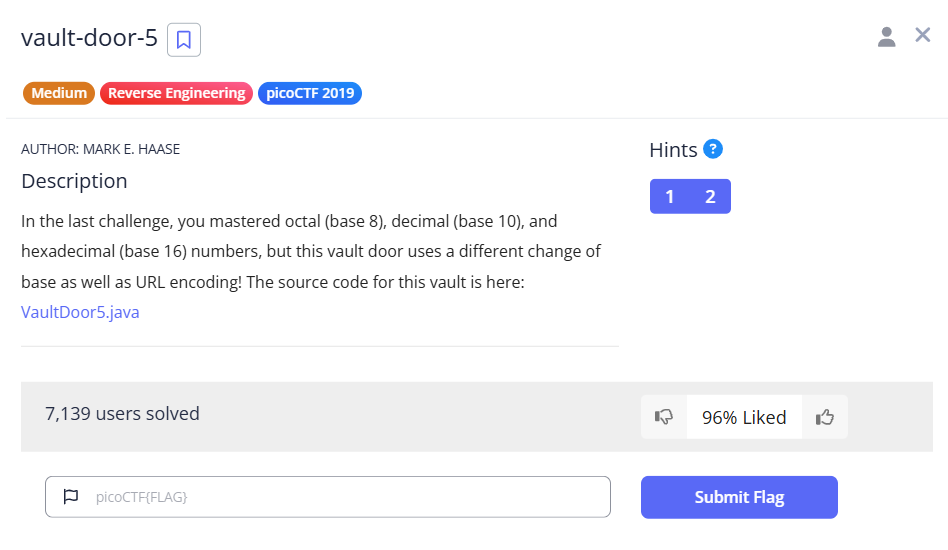 vault-door-5
Medium Reverse Engineering picoCTF 2019
AUTHOR: MARK E. HAASE
Description
In the last challenge, you mastered octal (base 8), decimal (base 10), and
hexadecimal (base 16) numbers, but this vault door uses a different change of
base as well as URL encoding! The source code for this vault is here:
VaultDoor5.java
Hints ?
1 2
7,139 users solved
96% Liked
picoCTF{FLAG}
Submit Flag